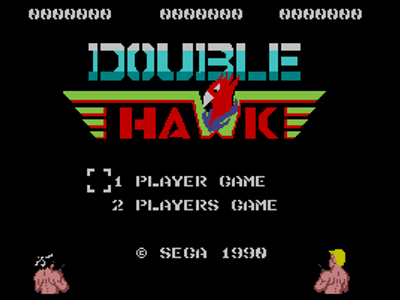 0000000 0000000 0000000
DOUBLE
HAWK
1 PLAYER GAME
2 PLAYERS GAME
© SEGA 1990